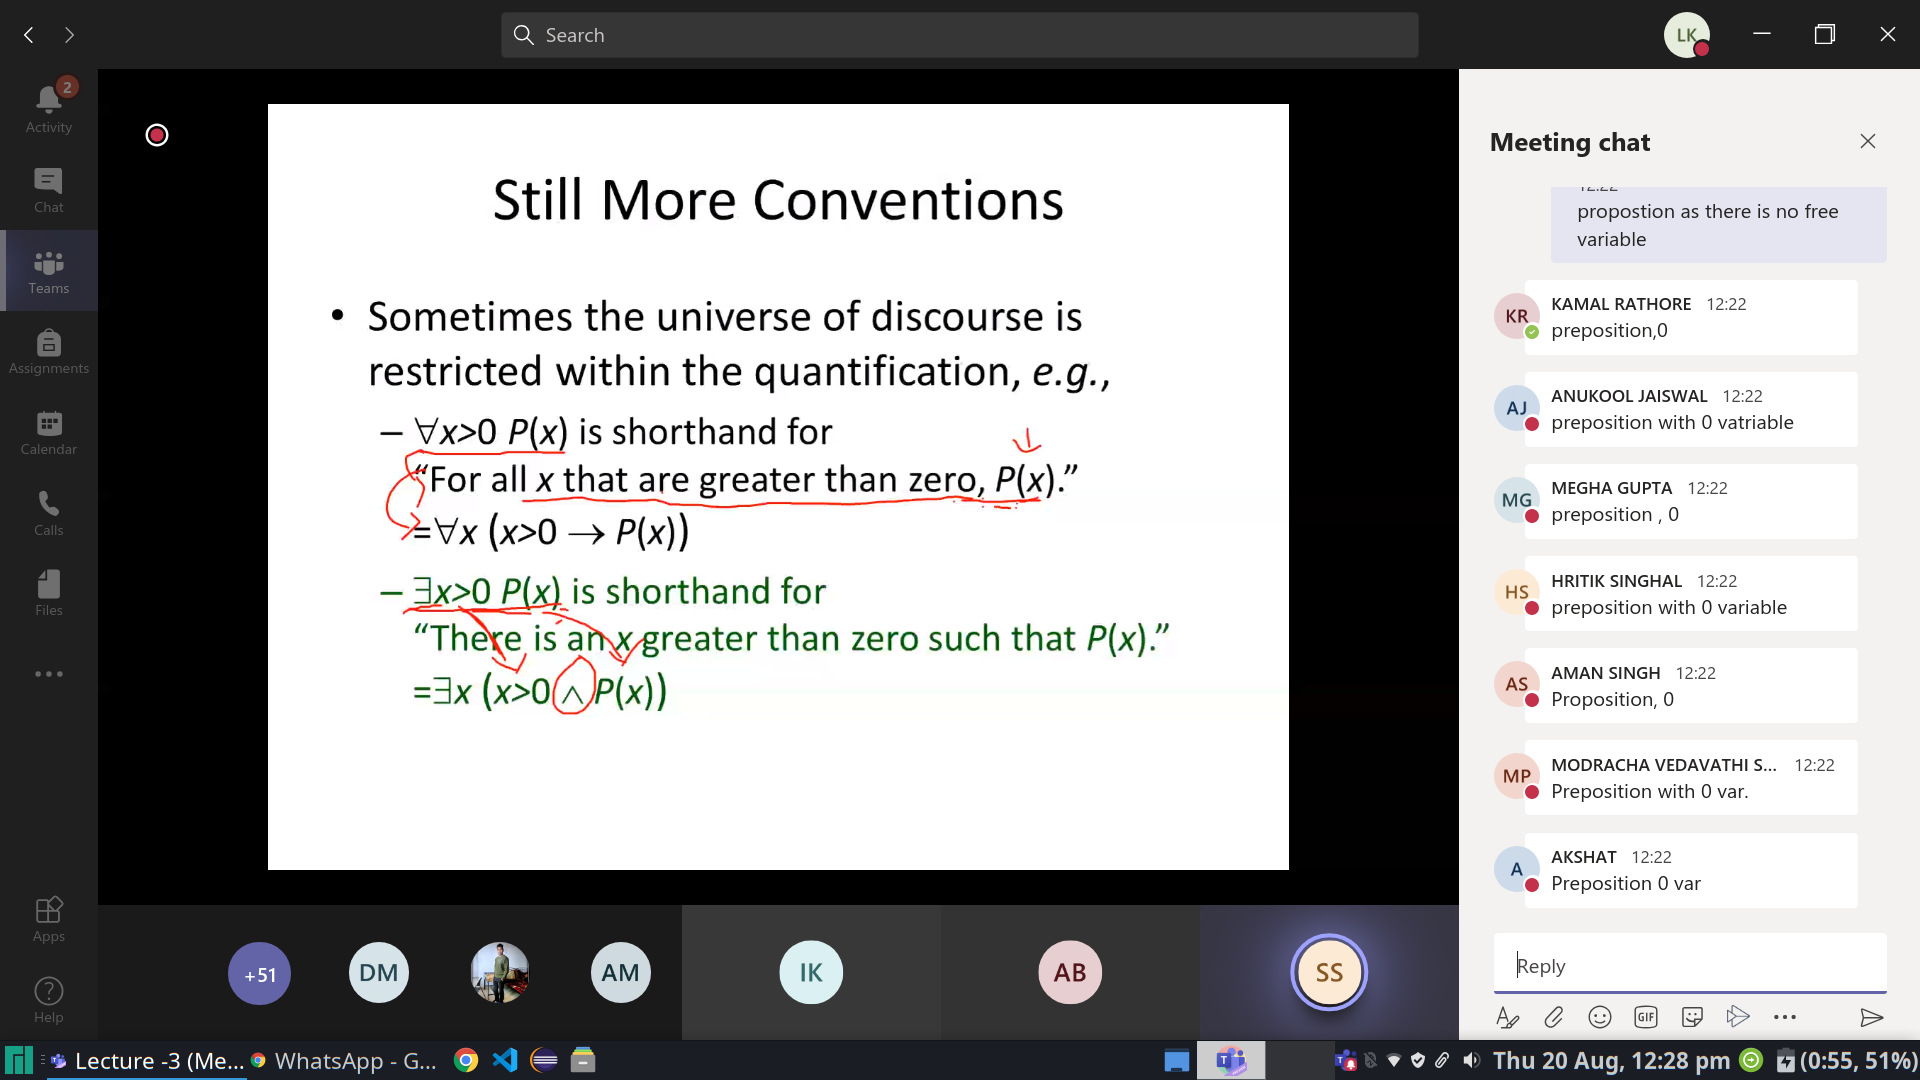 Search
LK
2
Activity
Chat
Teams
Assignments
Calendar
Calls
Files
Apps
Help
Still More Conventions
• Sometimes the universe of discourse is
restricted within the quantification, e.g.,
– ∀x>0 P(x) is shorthand for
“For all x that are greater than zero, P(x).”
=∀x (x>0 → P(x))
– ∃x>0 P(x) is shorthand for
“There is an x greater than zero such that P(x).”
=∃x (x>0 ∧ P(x))
+51
DM
AM
IK
AB
SS
Meeting chat
12:22
propostion as there is no free
variable
KR
KAMAL RATHORE 12:22
preposition,0
AJ
ANUKOOL JAISWAL 12:22
preposition with 0 vatriable
MG
MEGHA GUPTA 12:22
preposition , 0
HS
HRITIK SINGHAL 12:22
preposition with 0 variable
AS
AMAN SINGH 12:22
Proposition, 0
MP
MODRACHA VEDAVATHI S... 12:22
Preposition with 0 var.
A
AKSHAT 12:22
Preposition 0 var
Reply
GIF
Lecture -3 (Me... WhatsApp - G...
Thu 20 Aug, 12:28 pm (0:55, 51%)